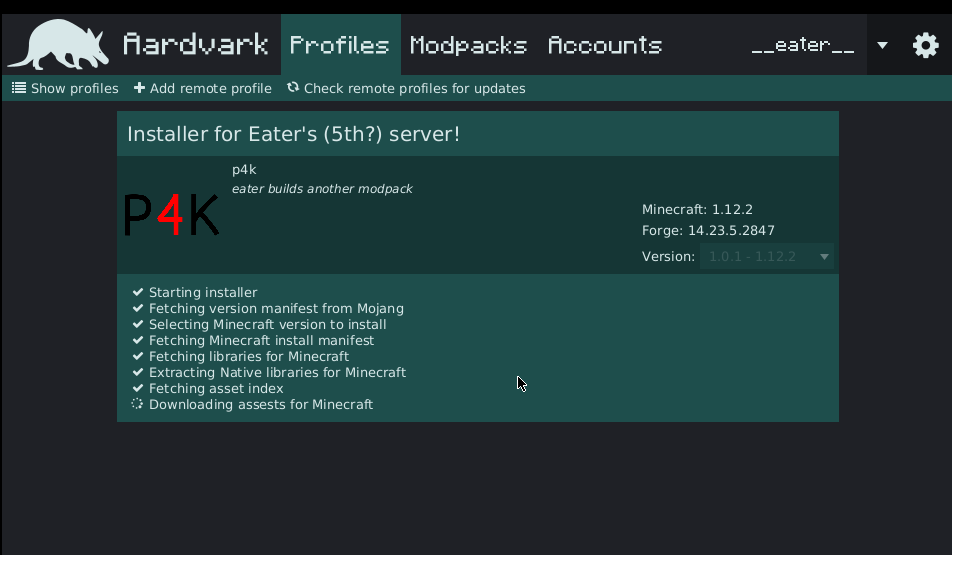 Aardvark Profiles Modpacks Accounts __eater__
Show profiles Add remote profile Check remote profiles for updates
Installer for Eater's (5th?) server!
P4K
p4k
eater builds another modpack
Minecraft: 1.12.2
Forge: 14.23.5.2847
Version: 1.0.1 - 1.12.2
Starting installer
Fetching version manifest from Mojang
Selecting Minecraft version to install
Fetching Minecraft install manifest
Fetching libraries for Minecraft
Extracting Native libraries for Minecraft
Fetching asset index
Downloading assests for Minecraft